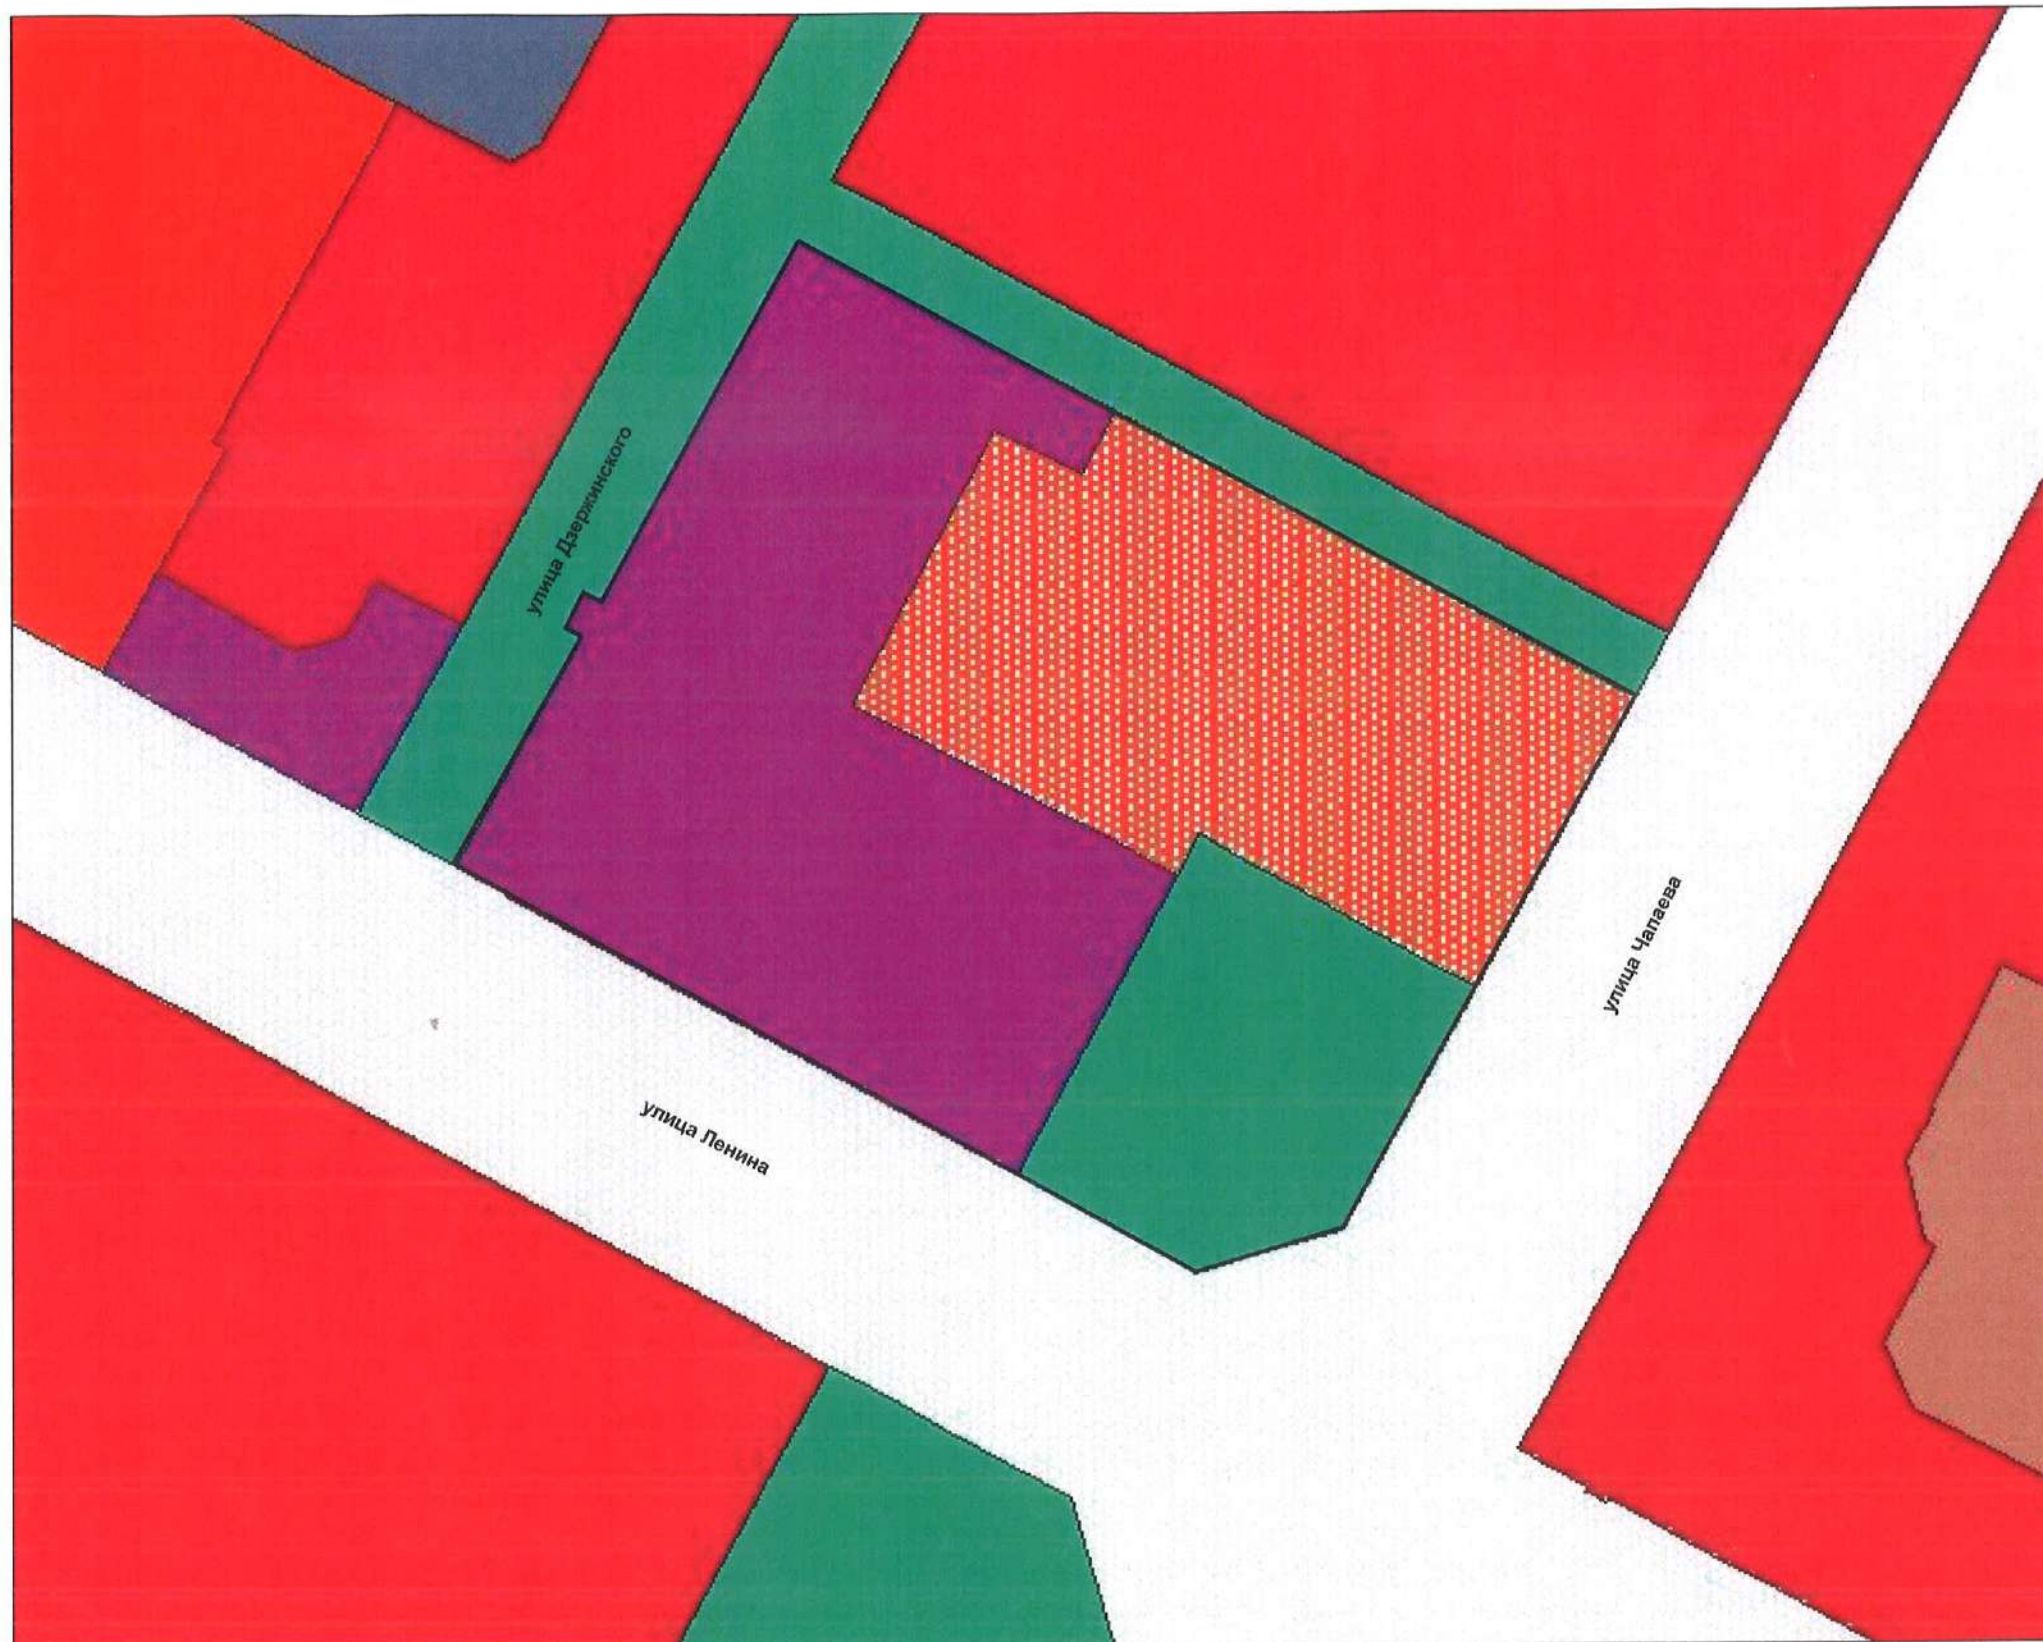 улица Дзержинского
улица Чапаева
улица Ленина